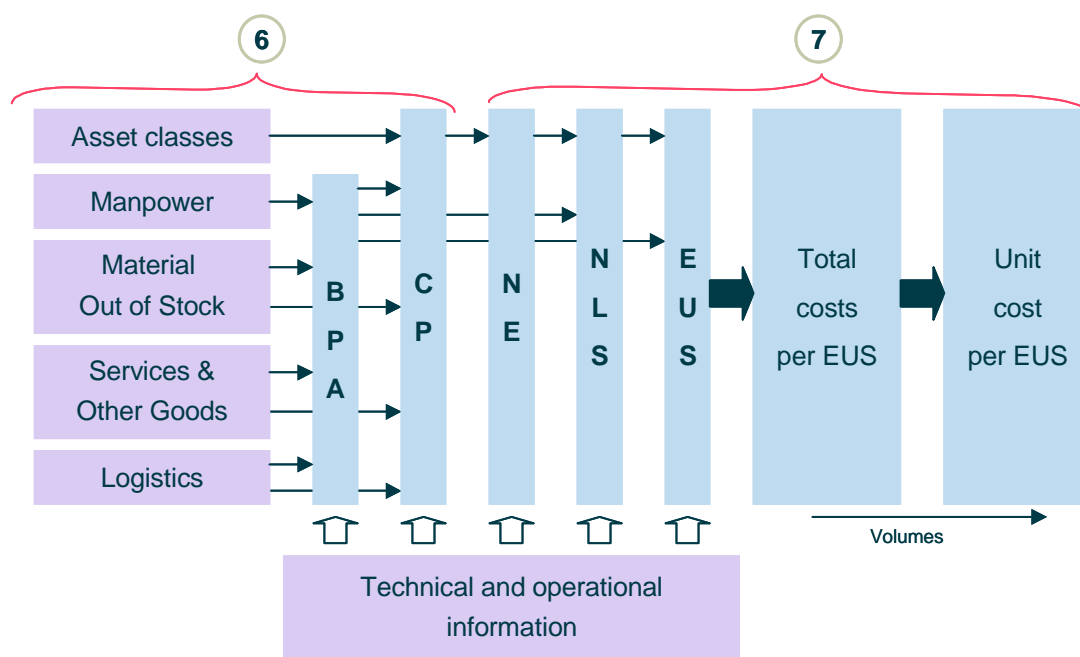 6
7
Asset classes
Manpower
Material
Out of Stock
Services &
Other Goods
Logistics
B
P
A
C
P
N
E
N
L
S
E
U
S
Total
costs
per EUS
Unit
cost
per EUS
Volumes
Technical and operational
information